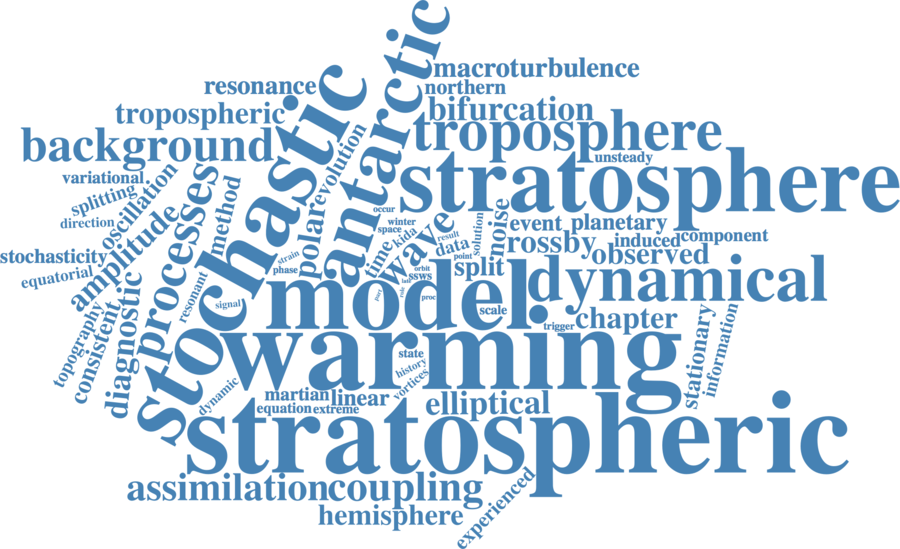 antarctic
macroturbulence
resonance
northern
tropospheric
bifurcation
stochastic
troposphere
background
unsteady
stratosphere
variational
splitting
oscillation
processes
method
polar
evolution
direction
amplitude
occur
winter
space
kida
wave
result
noise
event
planetary
solution
stochasticity
rossby
induced
component
equatorial
time
data
point
observed
strain
phase
orbit
ssws
split
dynamical
resonant
model
late
proc
topography
consistent
diagnostic
signal
scale
trigger
chapter
stationary
information
warming
state
history
vortices
dynamic
martian
linear
elliptical
equation
extreme
stratospheric
assimilation
coupling
experienced
hemisphere